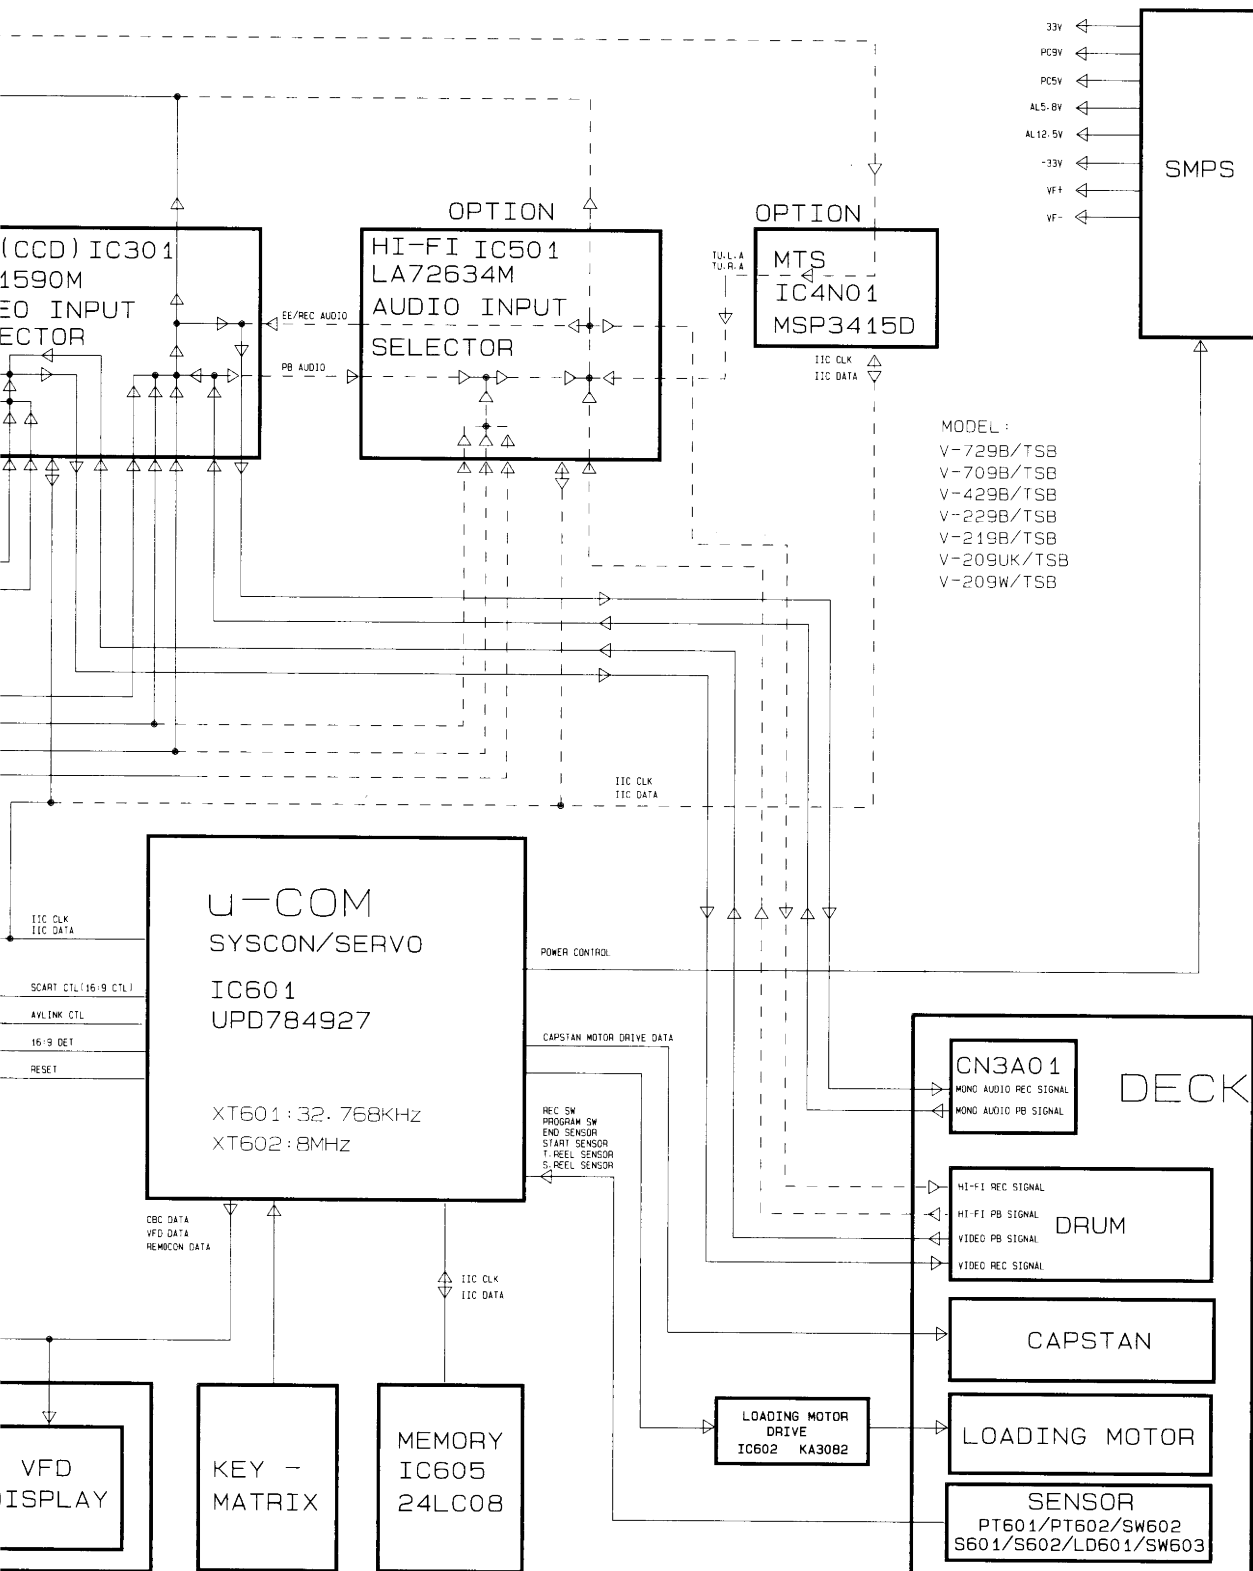 33V
PC9V
PC5V
AL5.8V
AL12.5V
-33V
VF+
VF-
SMPS
OPTION
OPTION
(CCD) IC301
1590M
EO INPUT
ECTOR
HI-FI IC501
LA72634M
AUDIO INPUT
SELECTOR
TU.L.A
TU.R.A
MTS
IC4N01
MSP3415D
EE/REC AUDIO
PB AUDIO
IIC CLK
IIC DATA
MODEL :
V-729B/TSB
V-709B/TSB
V-429B/TSB
V-229B/TSB
V-219B/TSB
V-209UK/TSB
V-209W/TSB
IIC CLK
IIC DATA
u-COM
SYSCON/SERVO
IC601
UPD784927
XT601:32.768KHz
XT602:8MHz
IIC CLK
IIC DATA
SCART CTL(16:9 CTL)
AVLINK CTL
16:9 DET
RESET
POWER CONTROL
CAPSTAN MOTOR DRIVE DATA
REC SW
PROGRAM SW
END SENSOR
START SENSOR
T-REEL SENSOR
S-REEL SENSOR
CBC DATA
VFD DATA
REMOCON DATA
IIC CLK
IIC DATA
DECK
CN3A01
MONO AUDIO REC SIGNAL
MONO AUDIO PB SIGNAL
HI-FI REC SIGNAL
HI-FI PB SIGNAL
DRUM
VIDEO PB SIGNAL
VIDEO REC SIGNAL
CAPSTAN
LOADING MOTOR
DRIVE
IC602 KA3082
LOADING MOTOR
VFD
DISPLAY
KEY -
MATRIX
MEMORY
IC605
24LC08
SENSOR
PT601/PT602/SW602
S601/S602/LD601/SW603